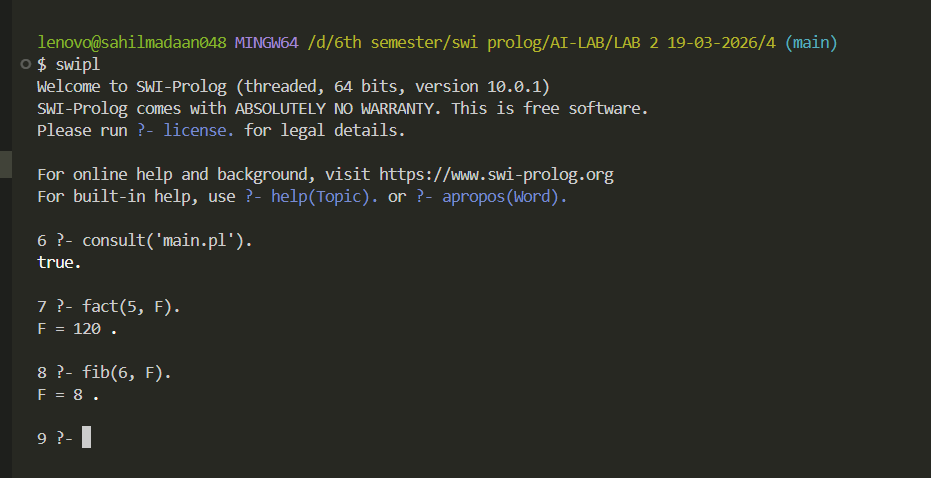 lenovo@sahilmadaan048 MINGW64 /d/6th semester/swi prolog/AI-LAB/LAB 2 19-03-2026/4 (main)
$ swipl
Welcome to SWI-Prolog (threaded, 64 bits, version 10.0.1)
SWI-Prolog comes with ABSOLUTELY NO WARRANTY. This is free software.
Please run ?- license. for legal details.
For online help and background, visit https://www.swi-prolog.org
For built-in help, use ?- help(Topic). or ?- apropos(Word).
6 ?- consult('main.pl').
true.
7 ?- fact(5, F).
F = 120 .
8 ?- fib(6, F).
F = 8 .
9 ?-